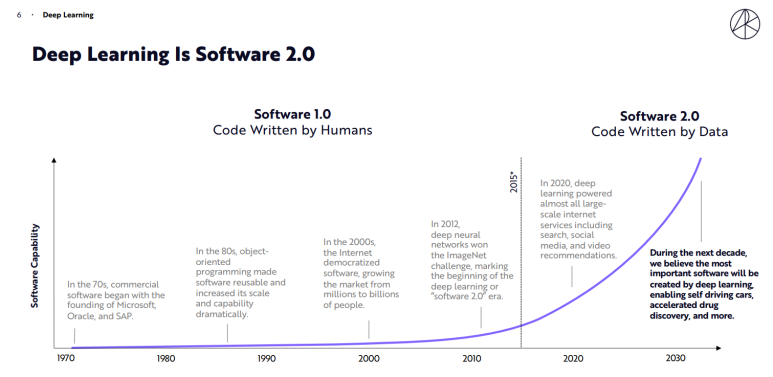 6 · Deep Learning
Deep Learning Is Software 2.0
Software 1.0
Code Written by Humans
Software 2.0
Code Written by Data
Software Capability
In the 70s, commercial
software began with the
founding of Microsoft,
Oracle, and SAP.
In the 80s, object-
oriented
programming made
software reusable and
increased its scale
and capability
dramatically.
In the 2000s,
the Internet
democratized
software, growing
the market from
millions to billions
of people.
In 2012,
deep neural
networks won
the ImageNet
challenge, marking
the beginning of the
deep learning or
"software 2.0" era.
2015*
In 2020, deep
learning powered
almost all large-
scale internet
services including
search, social
media, and video
recommendations.
During the next decade,
we believe the most
important software will be
created by deep learning,
enabling self driving cars,
accelerated drug
discovery, and more.
1970
1980
1990
2000
2010
2020
2030